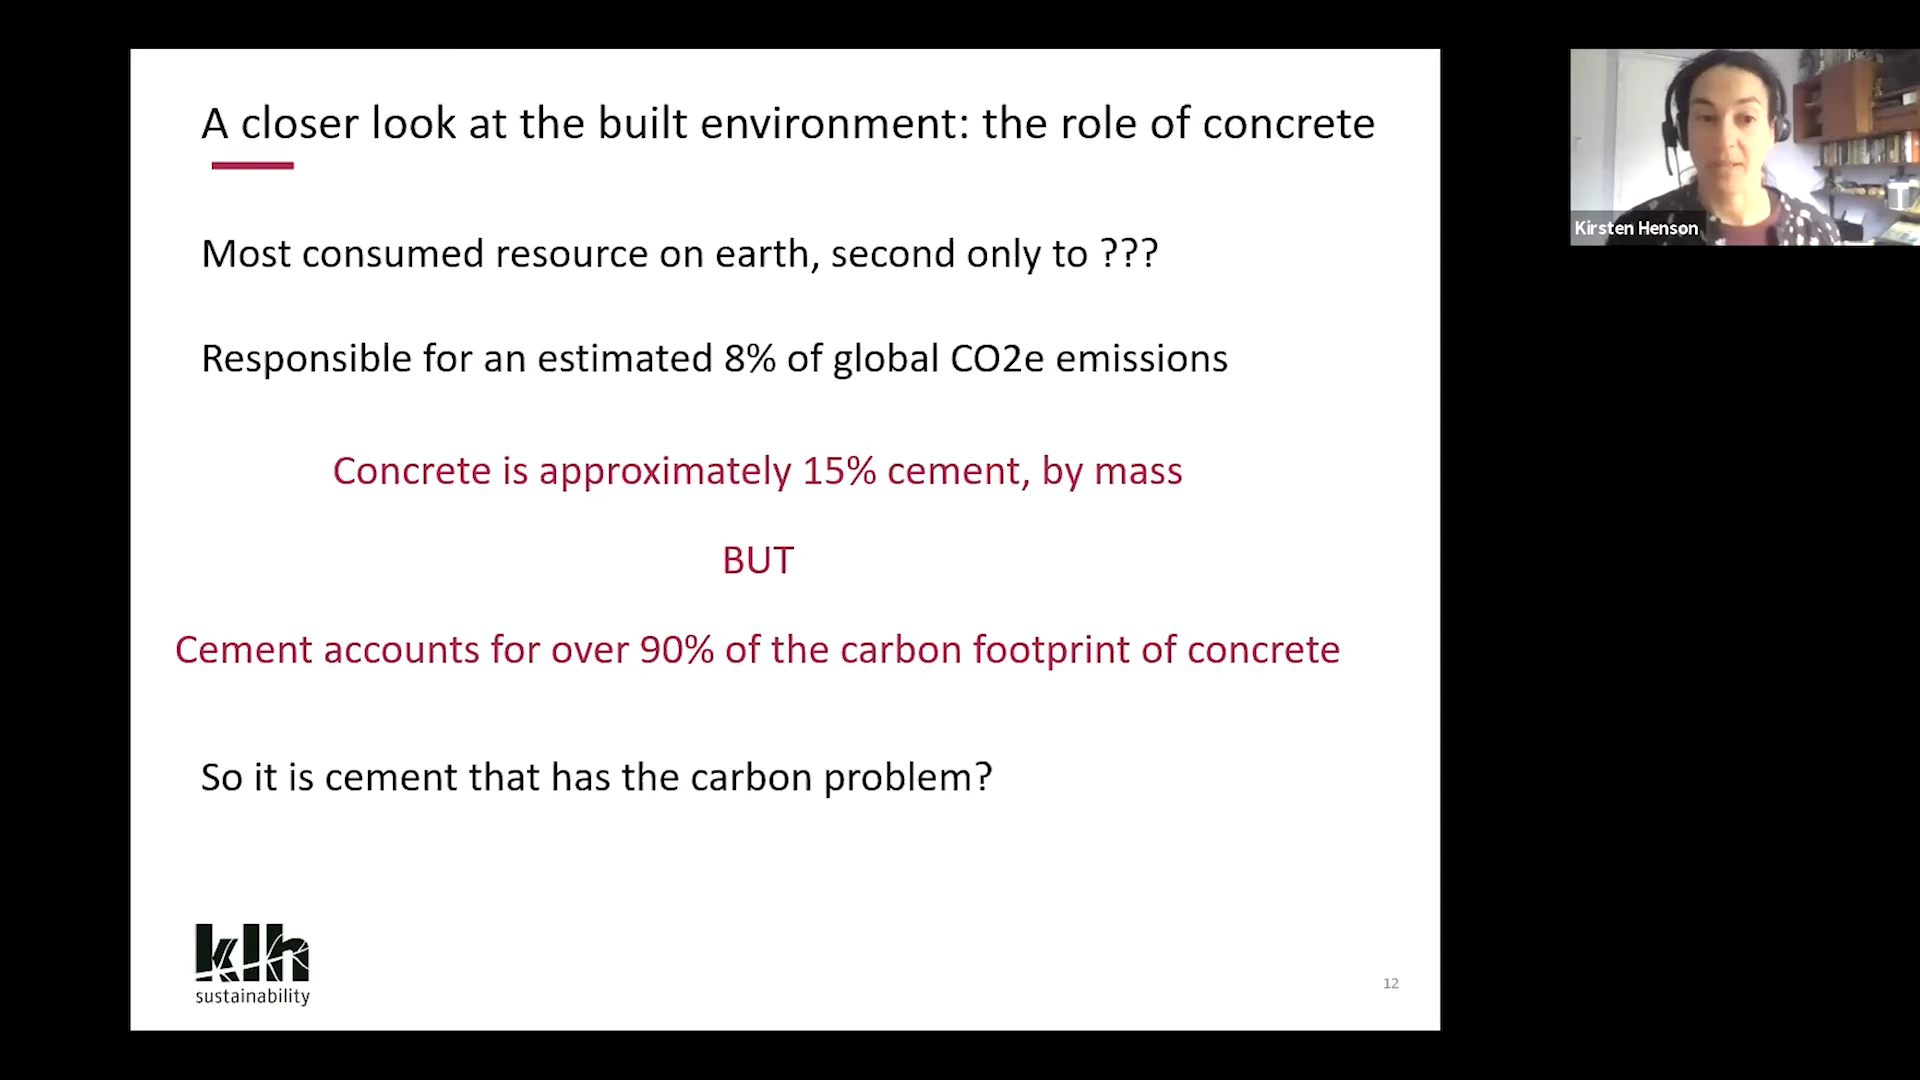 A closer look at the built environment: the role of concrete
Most consumed resource on earth, second only to ???
Responsible for an estimated 8% of global CO2e emissions
Concrete is approximately 15% cement, by mass
BUT
Cement accounts for over 90% of the carbon footprint of concrete
So it is cement that has the carbon problem?
klh
sustainability
12
Kirsten Henson